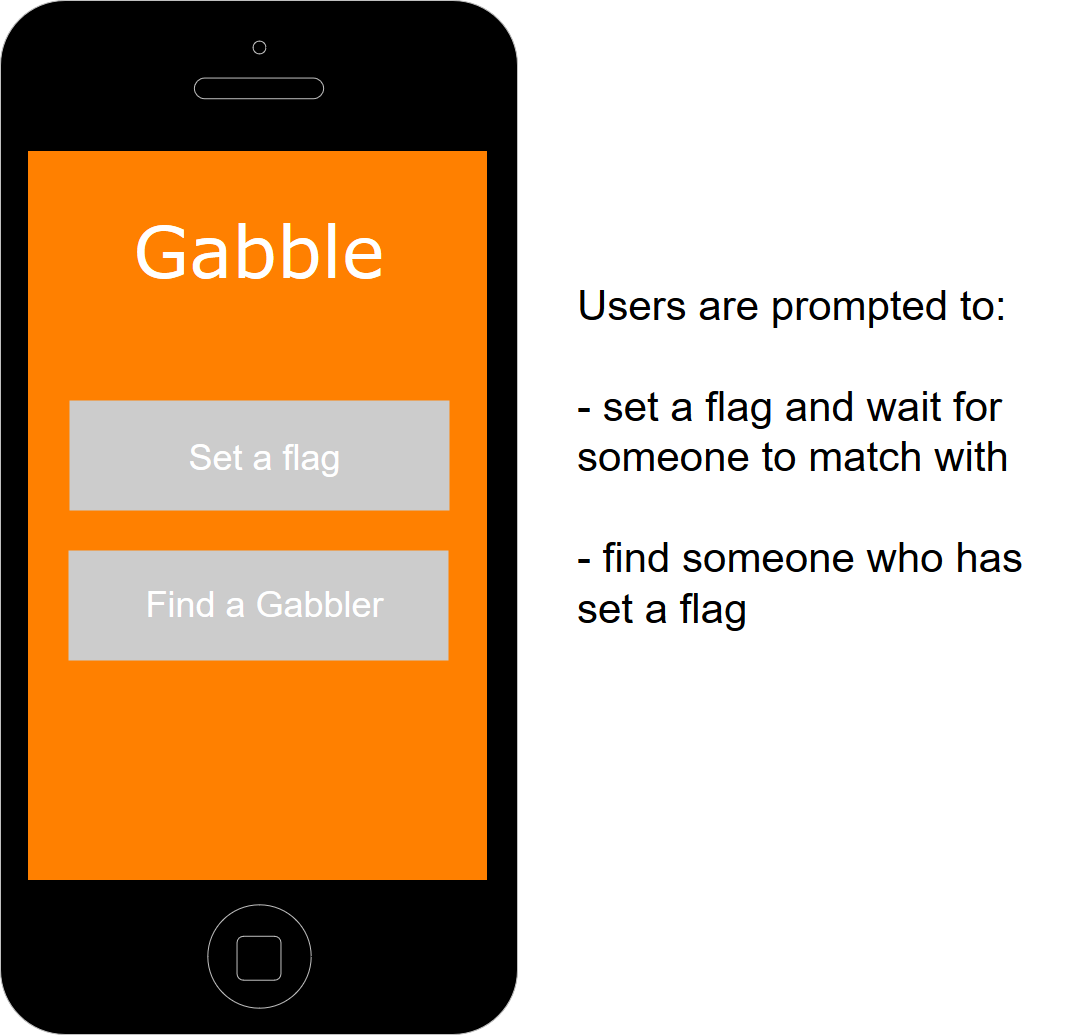 Gabble
Set a flag
Find a Gabbler
Users are prompted to:
- set a flag and wait for
someone to match with
- find someone who has
set a flag